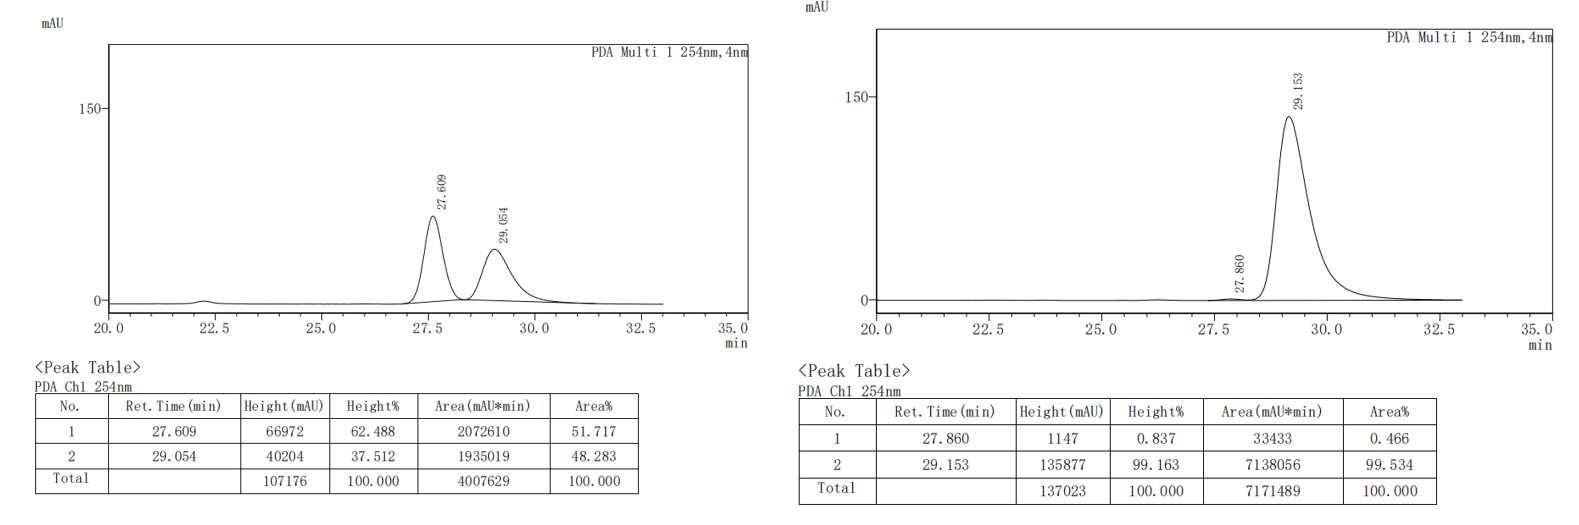 mAU
PDA Multi 1 254nm,4nm
150
27.609
29.054
0
20.0 22.5 25.0 27.5 30.0 32.5 35.0
min
<Peak Table>
PDA Ch1 254nm
No. Ret.Time(min) Height(mAU) Height% Area(mAU*min) Area%
1 27.609 66972 62.488 2072610 51.717
2 29.054 40204 37.512 1935019 48.283
Total 107176 100.000 4007629 100.000
mAU
PDA Multi 1 254nm,4nm
150
29.153
27.860
0
20.0 22.5 25.0 27.5 30.0 32.5 35.0
min
<Peak Table>
PDA Ch1 254nm
No. Ret.Time(min) Height(mAU) Height% Area(mAU*min) Area%
1 27.860 1147 0.837 33433 0.466
2 29.153 135877 99.163 7138056 99.534
Total 137023 100.000 7171489 100.000